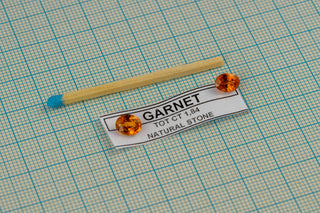 GARNET
TOT CT 1,84
NATURAL STONE